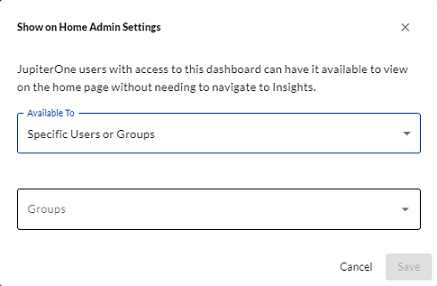 Show on Home Admin Settings
JupiterOne users with access to this dashboard can have it available to view
on the home page without needing to navigate to Insights.
Available To
Specific Users or Groups
Groups
Cancel Save